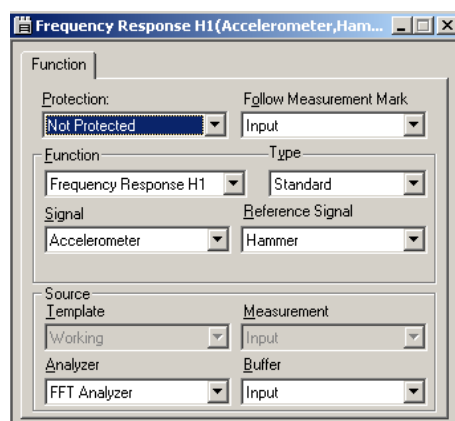 Frequency Response H1(Accelerometer,Ham...
Function
Protection: Follow Measurement Mark
Not Protected Input
Function Type
Frequency Response H1 Standard
Signal Reference Signal
Accelerometer Hammer
Source
Template Measurement
Working Input
Analyzer Buffer
FFT Analyzer Input